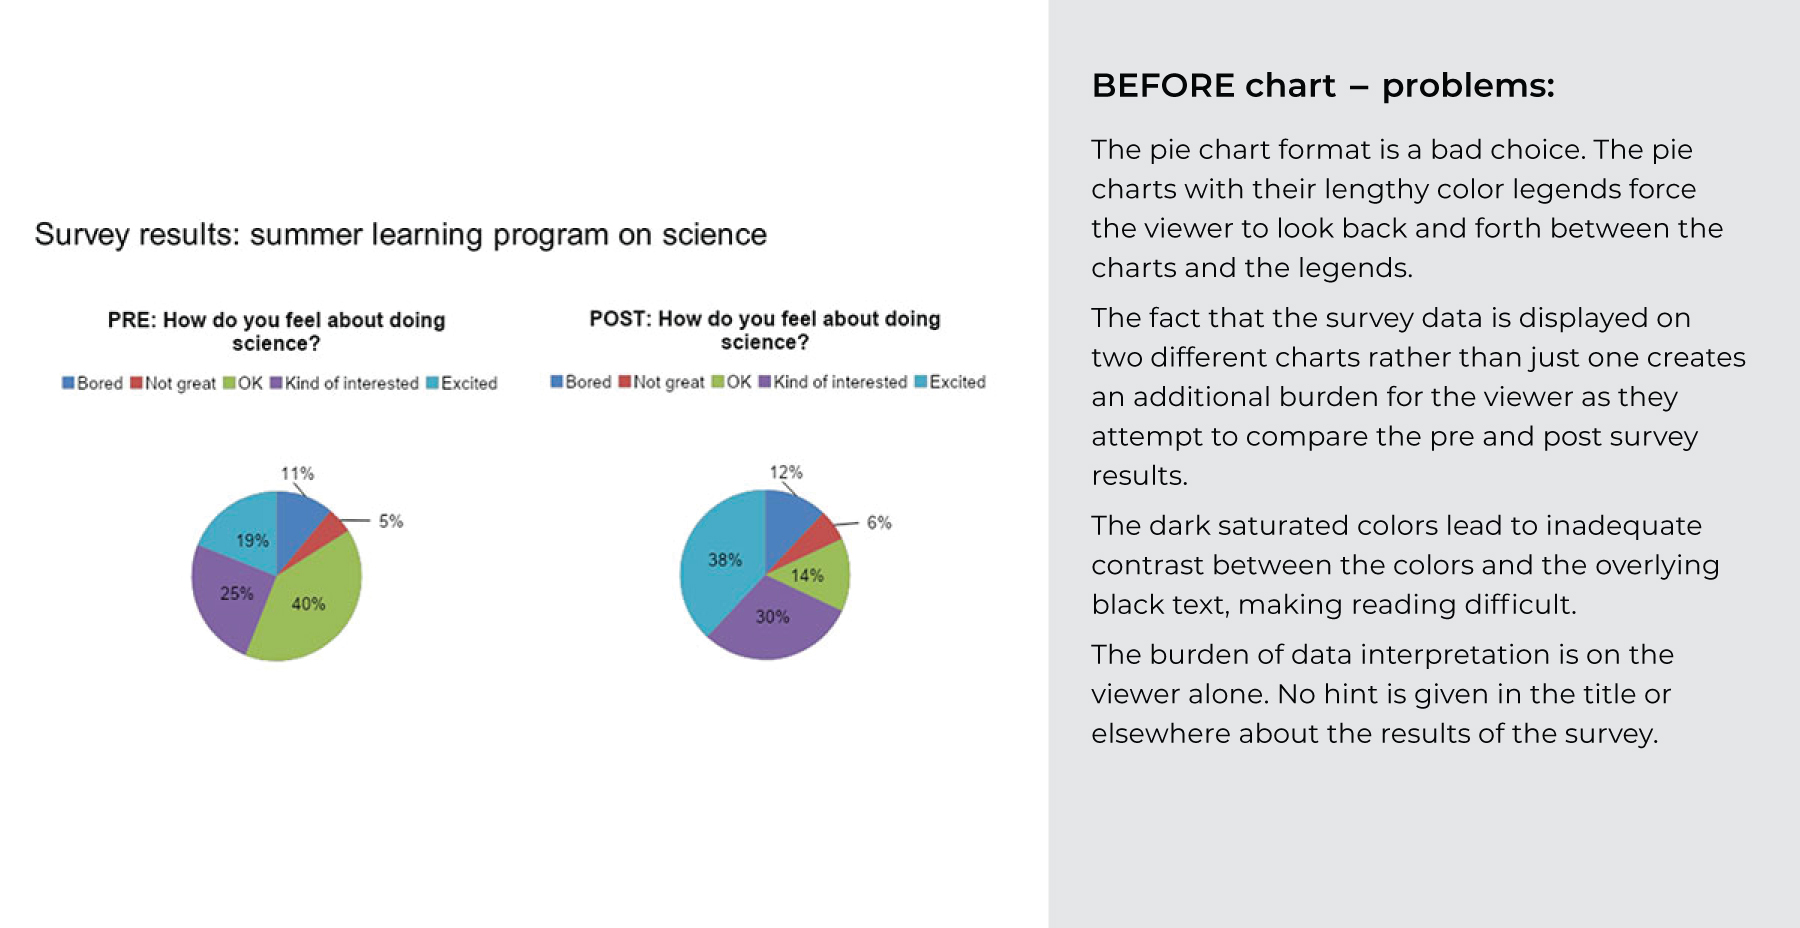 Survey results: summer learning program on science
PRE: How do you feel about doing
science?
Bored Not great OK Kind of interested Excited
11%
5%
19%
25%
40%
POST: How do you feel about doing
science?
Bored Not great OK Kind of interested Excited
12%
6%
38%
14%
30%
BEFORE chart – problems:
The pie chart format is a bad choice. The pie
charts with their lengthy color legends force
the viewer to look back and forth between the
charts and the legends.
The fact that the survey data is displayed on
two different charts rather than just one creates
an additional burden for the viewer as they
attempt to compare the pre and post survey
results.
The dark saturated colors lead to inadequate
contrast between the colors and the overlying
black text, making reading difficult.
The burden of data interpretation is on the
viewer alone. No hint is given in the title or
elsewhere about the results of the survey.